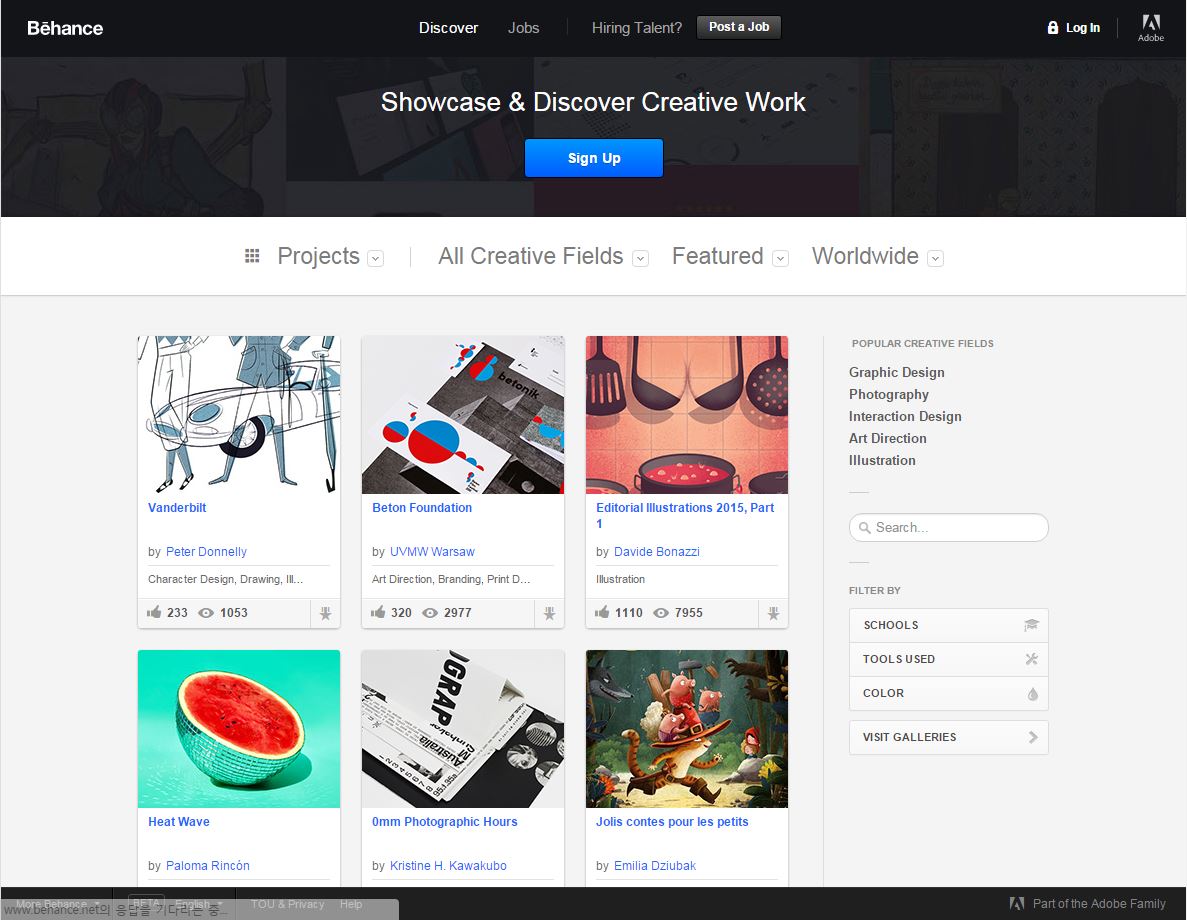 Bēhance
Discover Jobs Hiring Talent? Post a Job
Log In
Adobe
Showcase & Discover Creative Work
Sign Up
Projects All Creative Fields Featured Worldwide
betonik
Vanderbilt
by Peter Donnelly
Character Design, Drawing, Ill...
233 1053
Beton Foundation
by UVMW Warsaw
Art Direction, Branding, Print D...
320 2977
Editorial Illustrations 2015, Part
1
by Davide Bonazzi
Illustration
1110 7955
POPULAR CREATIVE FIELDS
Graphic Design
Photography
Interaction Design
Art Direction
Illustration
Search...
FILTER BY
SCHOOLS
TOOLS USED
COLOR
VISIT GALLERIES
OGRAP
Australia
Heat Wave
by Paloma Rincón
0mm Photographic Hours
by Kristine H. Kawakubo
Jolis contes pour les petits
by Emilia Dziubak
More Behance BETA English TOU & Privacy Help
www.behance.net의 응답을 기다리는 중...
Part of the Adobe Family